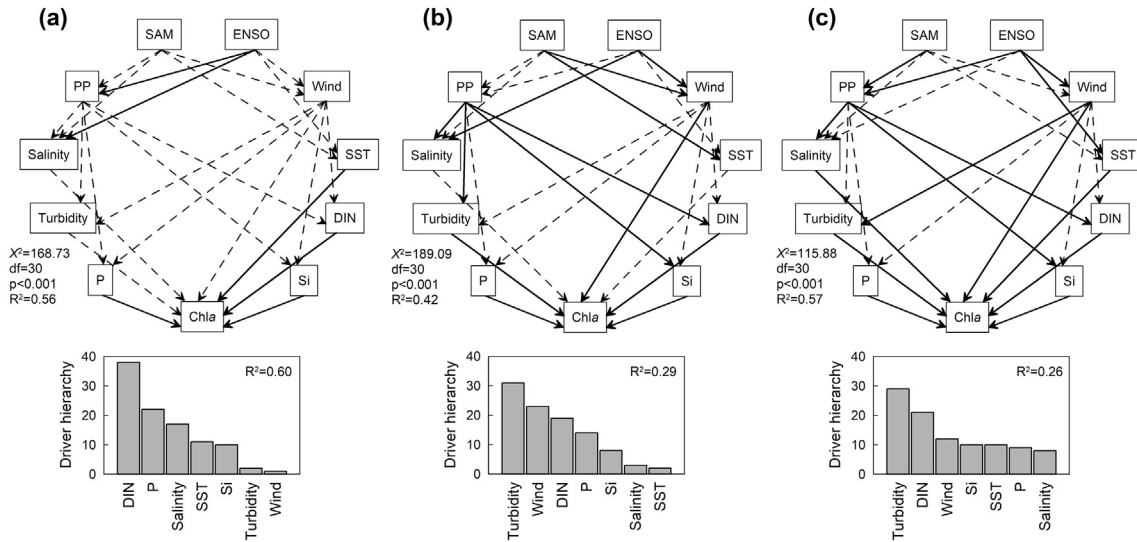 (a)
SAM
ENSO
PP
Wind
Salinity
SST
Turbidity
DIN
X²=168.73
df=30
p<0.001
R²=0.56
P
Si
Chla
40
30
20
10
0
Driver hierarchy
R²=0.60
DIN
P
Salinity
SST
Si
Turbidity
Wind
(b)
SAM
ENSO
PP
Wind
Salinity
SST
Turbidity
DIN
X²=189.09
df=30
p<0.001
R²=0.42
P
Si
Chla
40
30
20
10
0
Driver hierarchy
R²=0.29
Turbidity
Wind
DIN
P
Si
Salinity
SST
(c)
SAM
ENSO
PP
Wind
Salinity
SST
Turbidity
DIN
X²=115.88
df=30
p<0.001
R²=0.57
P
Si
Chla
40
30
20
10
0
Driver hierarchy
R²=0.26
Turbidity
DIN
Wind
Si
SST
P
Salinity